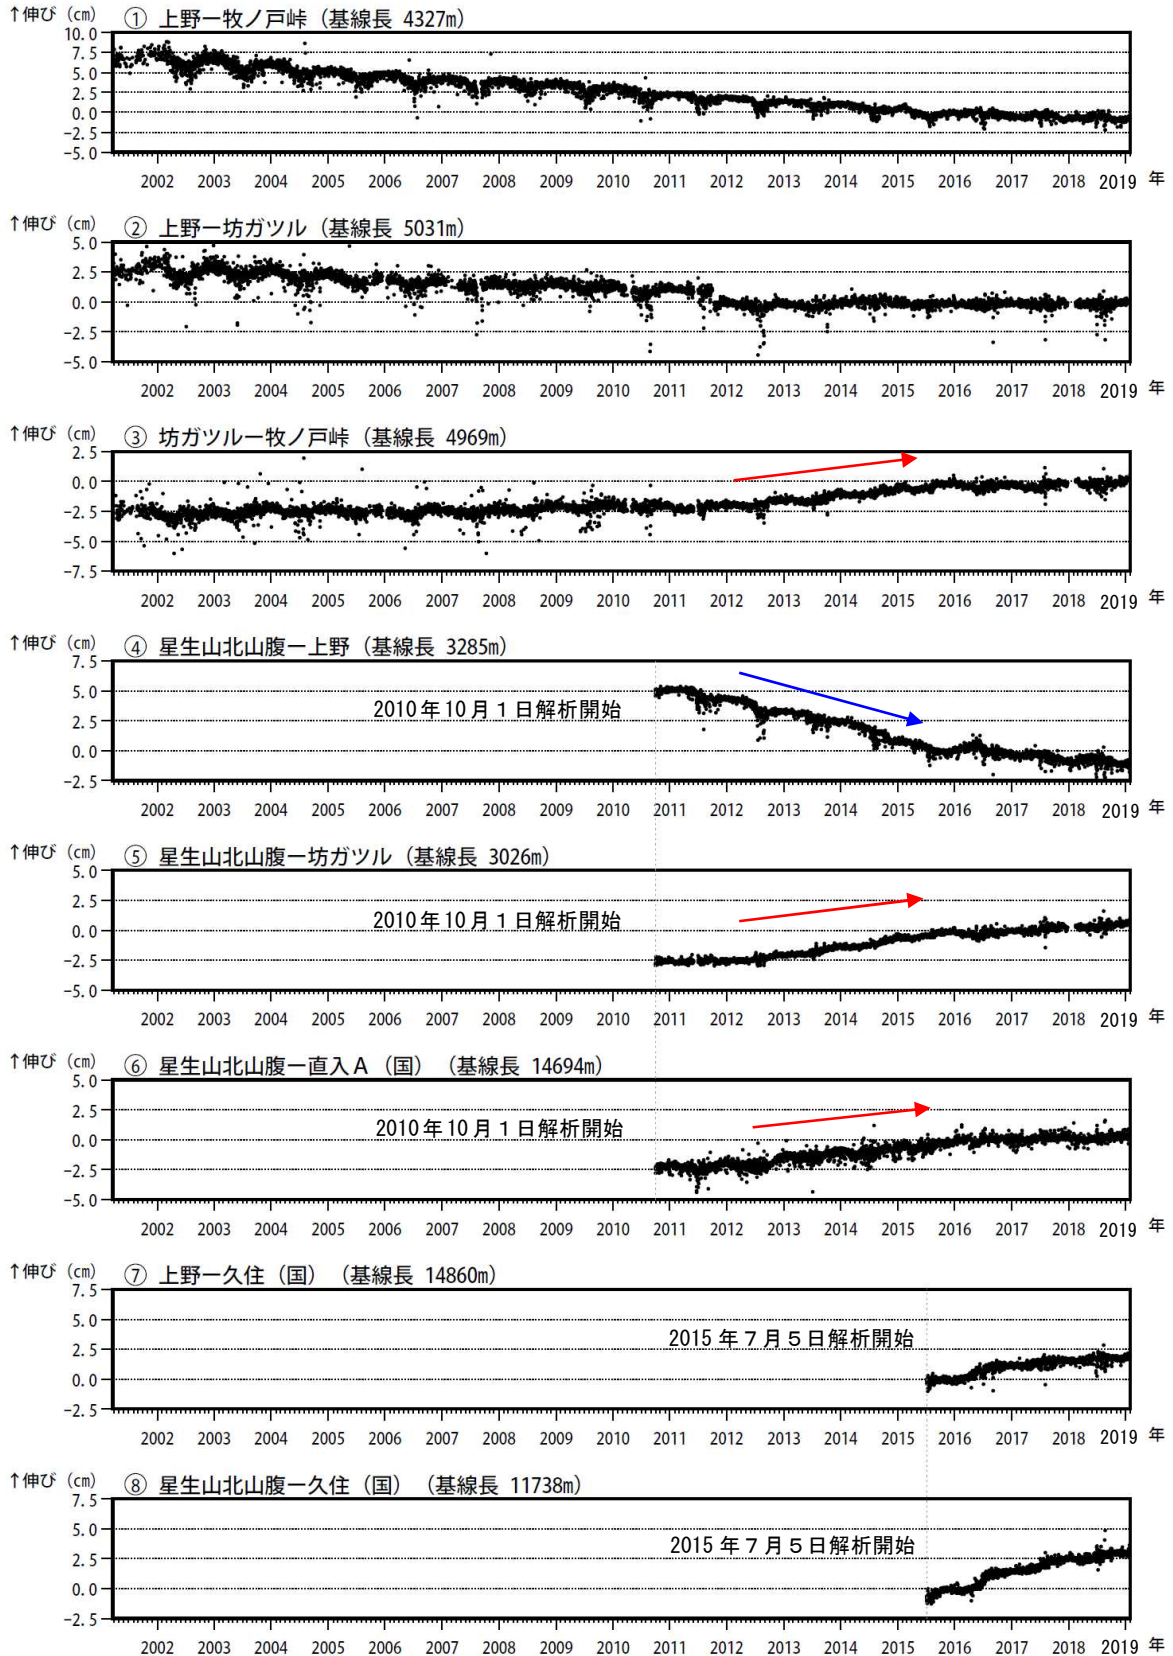 ↑伸び（㎝） ① 上野ー牧ノ戸峠（基線長 4327m）
10.0
7.5
5.0
2.5
0.0
−2.5
−5.0
2002 2003 2004 2005 2006 2007 2008 2009 2010 2011 2012 2013 2014 2015 2016 2017 2018 2019 年
↑伸び（㎝） ② 上野ー坊ガツル（基線長 5031m）
5.0
2.5
0.0
−2.5
−5.0
2002 2003 2004 2005 2006 2007 2008 2009 2010 2011 2012 2013 2014 2015 2016 2017 2018 2019 年
↑伸び（㎝） ③ 坊ガツルー牧ノ戸峠（基線長 4969m）
2.5
0.0
−2.5
−5.0
−7.5
2002 2003 2004 2005 2006 2007 2008 2009 2010 2011 2012 2013 2014 2015 2016 2017 2018 2019 年
↑伸び（㎝） ④ 星生山北山腹ー上野（基線長 3285m）
7.5
5.0
2010年10月１日解析開始
2.5
0.0
−2.5
2002 2003 2004 2005 2006 2007 2008 2009 2010 2011 2012 2013 2014 2015 2016 2017 2018 2019 年
↑伸び（㎝） ⑤ 星生山北山腹ー坊ガツル（基線長 3026m）
5.0
2.5
2010年10月１日解析開始
0.0
−2.5
−5.0
2002 2003 2004 2005 2006 2007 2008 2009 2010 2011 2012 2013 2014 2015 2016 2017 2018 2019 年
↑伸び（㎝） ⑥ 星生山北山腹ー直入Ａ（国）（基線長 14694m）
5.0
2.5
2010年10月１日解析開始
0.0
−2.5
−5.0
2002 2003 2004 2005 2006 2007 2008 2009 2010 2011 2012 2013 2014 2015 2016 2017 2018 2019 年
↑伸び（㎝） ⑦ 上野ー久住（国）（基線長 14860m）
7.5
5.0
2015年７月５日解析開始
2.5
0.0
−2.5
2002 2003 2004 2005 2006 2007 2008 2009 2010 2011 2012 2013 2014 2015 2016 2017 2018 2019 年
↑伸び（㎝） ⑧ 星生山北山腹ー久住（国）（基線長 11738m）
7.5
5.0
2015年７月５日解析開始
2.5
0.0
−2.5
2002 2003 2004 2005 2006 2007 2008 2009 2010 2011 2012 2013 2014 2015 2016 2017 2018 2019 年